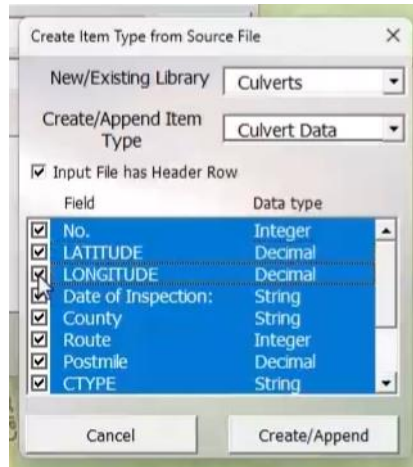 Create Item Type from Source File
New/Existing Library Culverts
Create/Append Item Type Culvert Data
Input File has Header Row
Field Data type
No. Integer
LATITUDE Decimal
LONGITUDE Decimal
Date of Inspection: String
County String
Route Integer
Postmile Decimal
CTYPE String
Cancel Create/Append